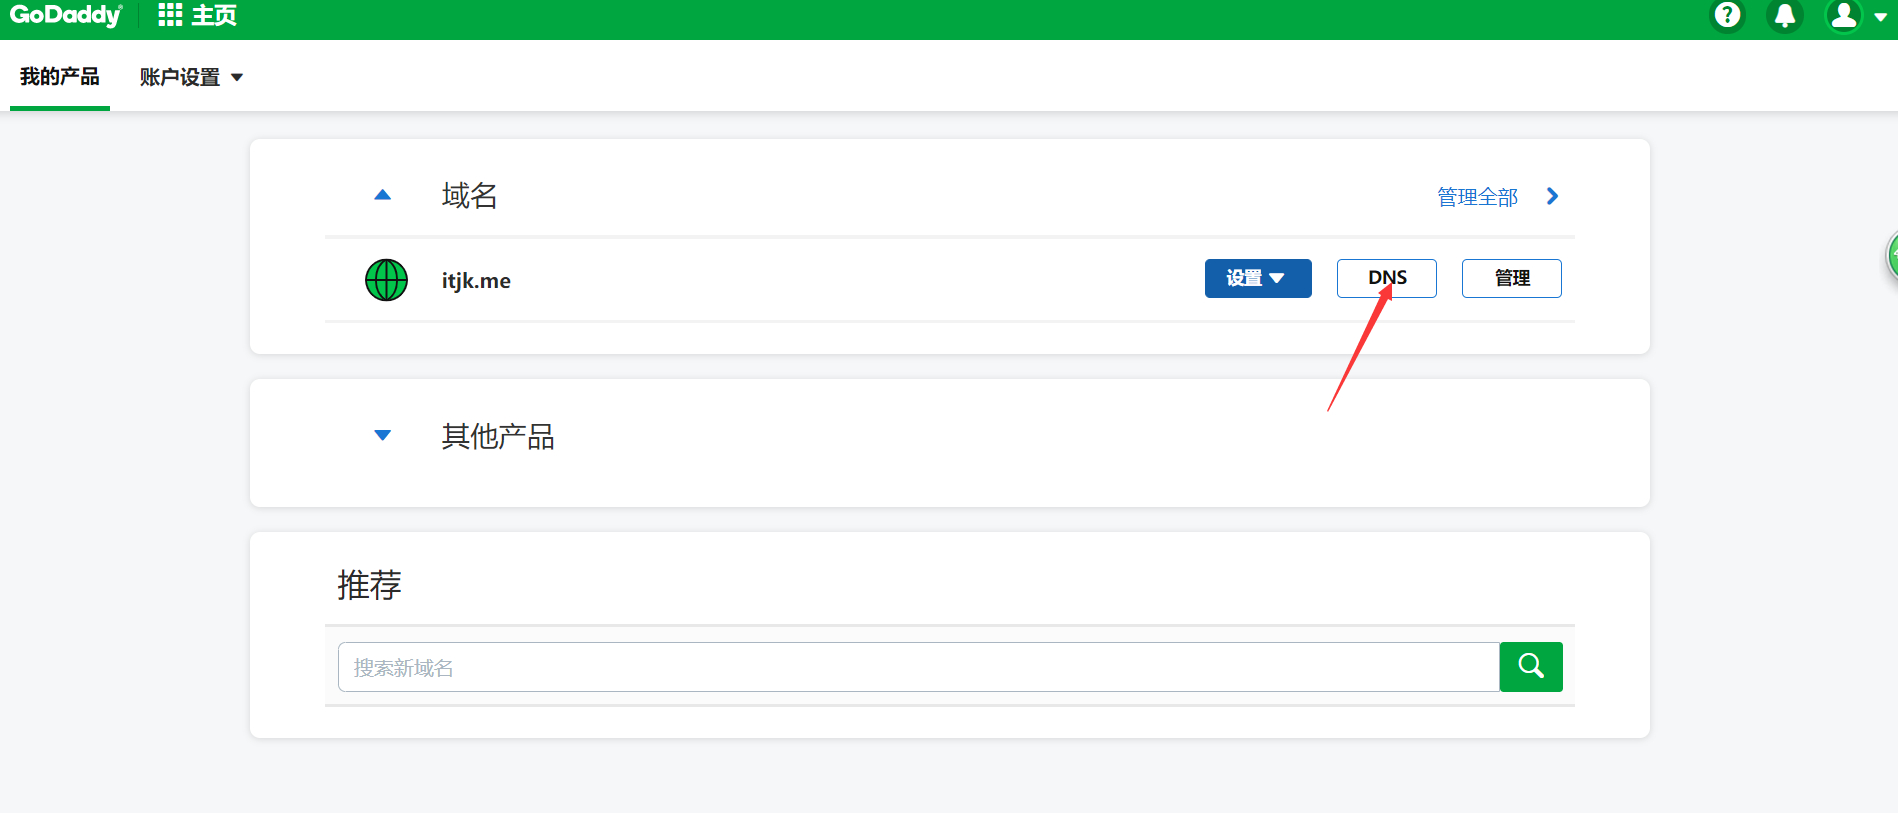 GoDaddy 主页
我的产品 账户设置
域名 管理全部
itjk.me 设置 DNS 管理
其他产品
推荐
搜索新域名